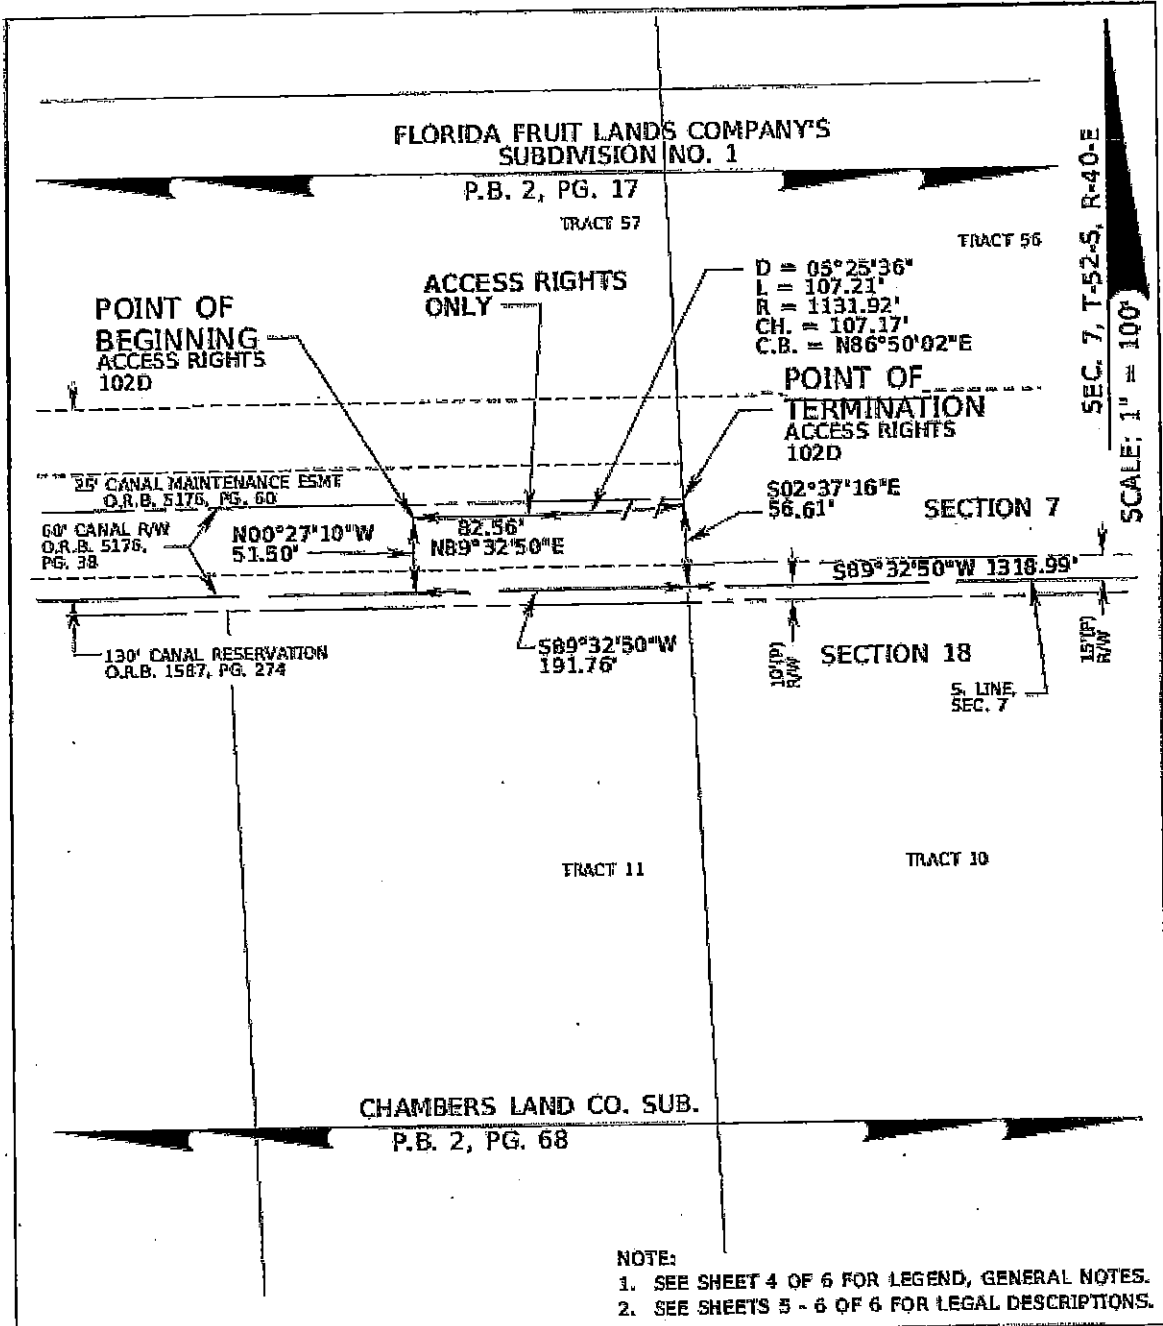 FLORIDA FRUIT LANDS COMPANY'S
SUBDIVISION NO. 1
P.B. 2, PG. 17
TRACT 57
TRACT 56
SEC. 7, T-52-S, R-40-E
SCALE: 1" = 100'
D = 05°25'36"
L = 107.21'
R = 1131.92'
CH. = 107.17'
C.B. = N86°50'02"E
ACCESS RIGHTS
ONLY
POINT OF
BEGINNING
ACCESS RIGHTS
102D
POINT OF
TERMINATION
ACCESS RIGHTS
102D
25' CANAL MAINTENANCE ESMT
O.R.B. 5176, PG. 60
60' CANAL R/W
O.R.B. 5176,
PG. 38
N00°27'10"W
51.50'
82.56'
N89°32'50"E
S02°37'16"E
56.61'
SECTION 7
S89°32'50"W 1318.99'
S89°32'50"W
191.76'
130' CANAL RESERVATION
O.R.B. 1587, PG. 274
10'(P)
R/W
SECTION 18
15'(P)
R/W
S. LINE,
SEC. 7
TRACT 11
TRACT 10
CHAMBERS LAND CO. SUB.
P.B. 2, PG. 68
NOTE:
1. SEE SHEET 4 OF 6 FOR LEGEND, GENERAL NOTES.
2. SEE SHEETS 5 - 6 OF 6 FOR LEGAL DESCRIPTIONS.